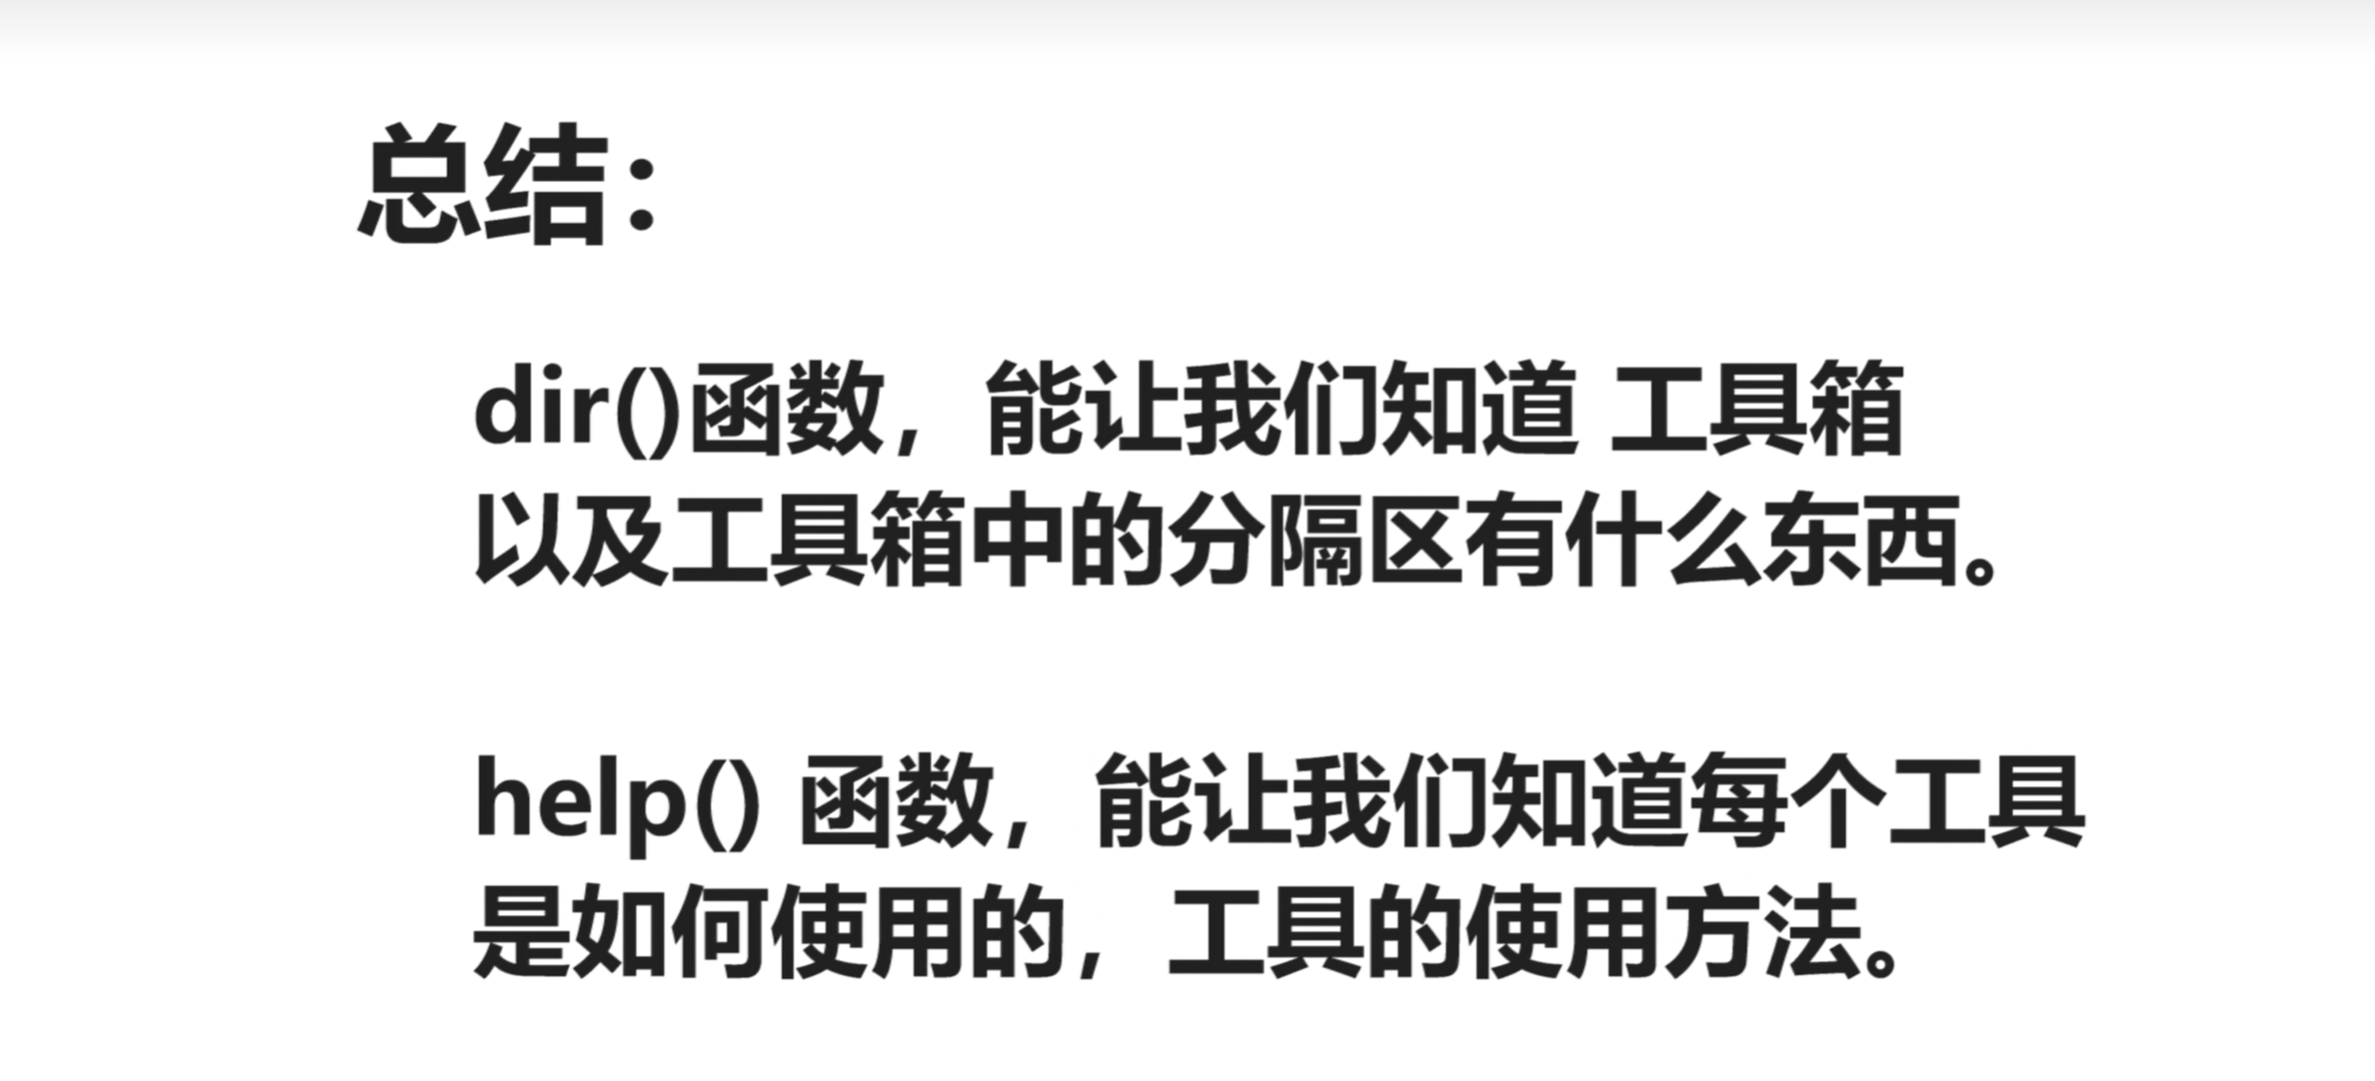 总结：
dir()函数，能让我们知道 工具箱
以及工具箱中的分隔区有什么东西。
help() 函数，能让我们知道每个工具
是如何使用的，工具的使用方法。